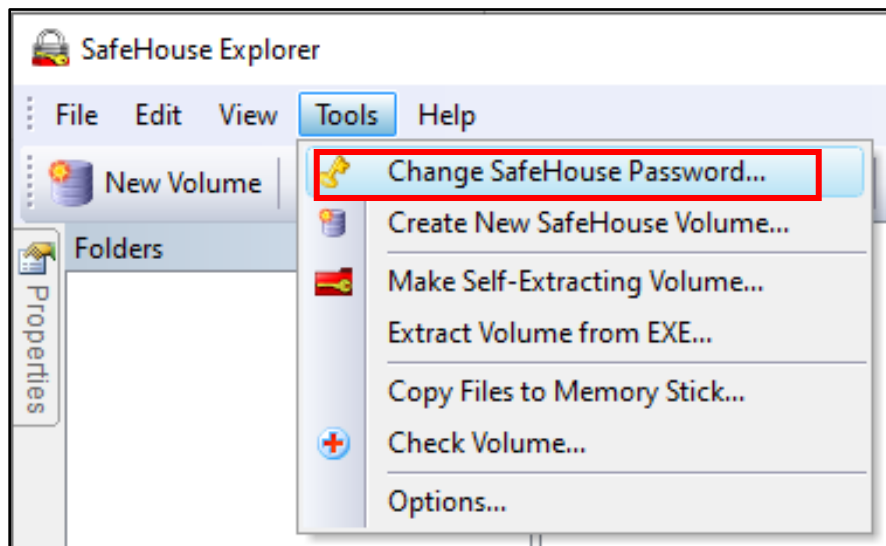 SafeHouse Explorer
File Edit View Tools Help
New Volume
Change SafeHouse Password...
Create New SafeHouse Volume...
Make Self-Extracting Volume...
Extract Volume from EXE...
Copy Files to Memory Stick...
Check Volume...
Options...
Folders
Properties